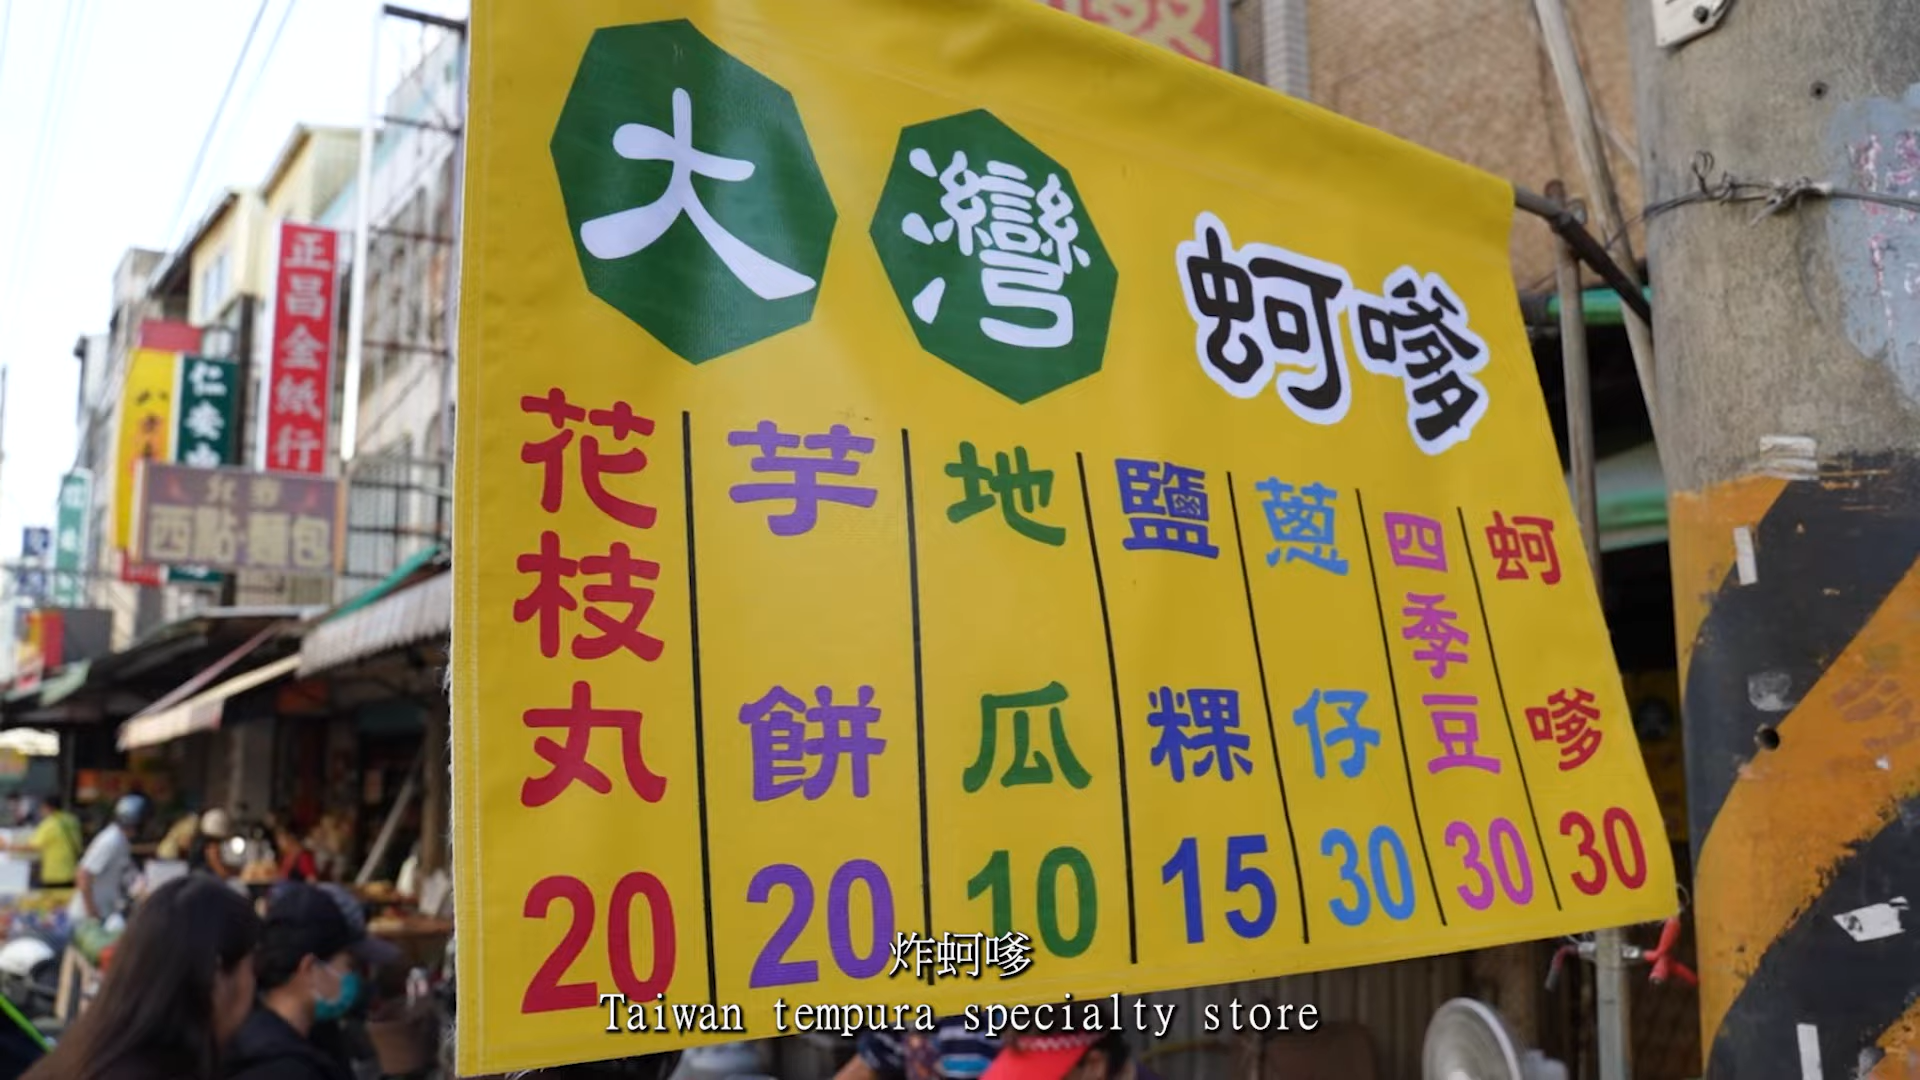 大灣 蚵嗲
花枝丸 20
芋餅 20
地瓜 10
鹽粿 15
蔥仔 30
四季豆 30
蚵嗲 30
正昌金紙行
仁安
西點麵包
炸蚵嗲
Taiwan tempura specialty store